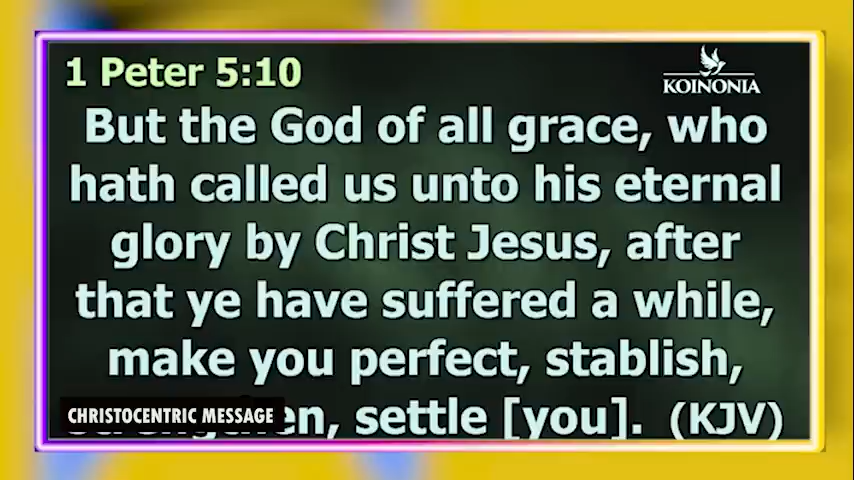 1 Peter 5:10
KOINONIA
But the God of all grace, who
hath called us unto his eternal
glory by Christ Jesus, after
that ye have suffered a while,
make you perfect, stablish,
settle [you]. (KJV)
CHRISTOCENTRIC MESSAGE